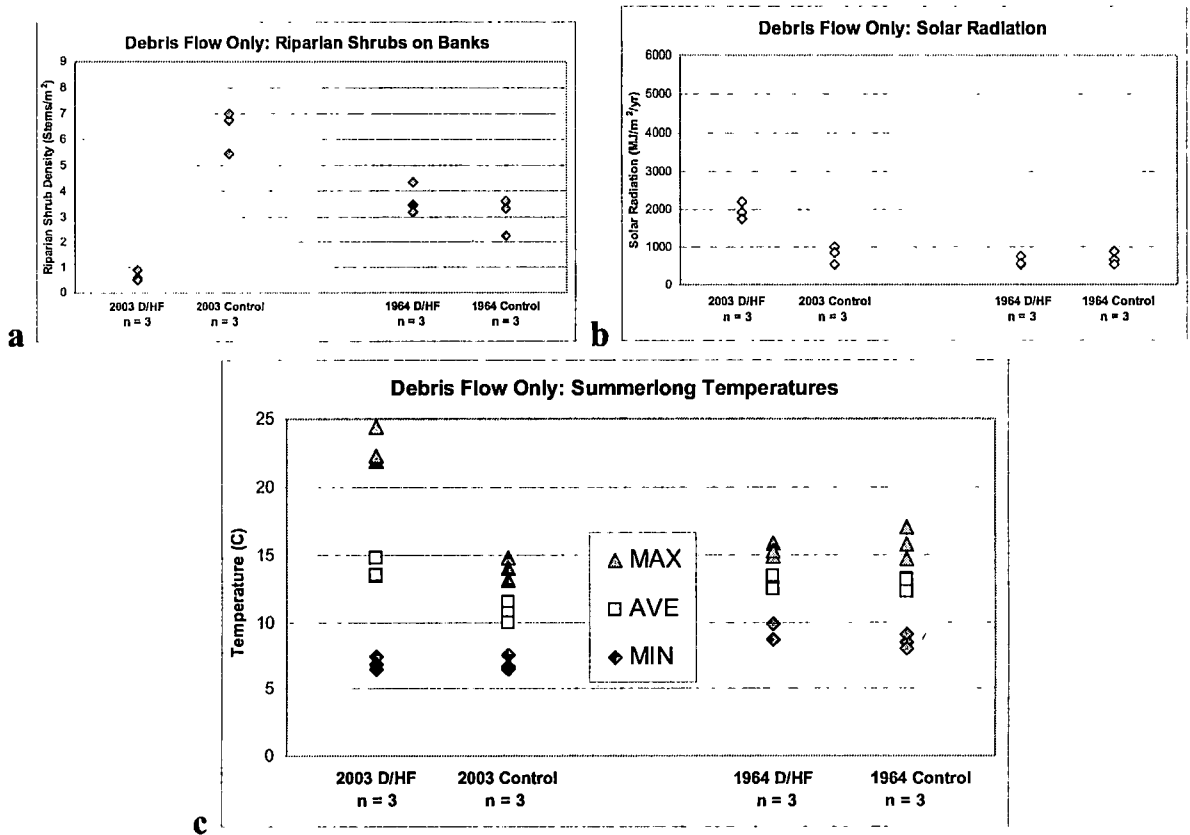 Debris Flow Only: Riparian Shrubs on Banks
Riparian Shrub Density (Stems/m²)
9
8
7
6
5
4
3
2
1
0
2003 D/HF
n = 3
2003 Control
n = 3
1964 D/HF
n = 3
1964 Control
n = 3
a
Debris Flow Only: Solar Radiation
Solar Radiation (MJ/m²/yr)
6000
5000
4000
3000
2000
1000
0
2003 D/HF
n = 3
2003 Control
n = 3
1964 D/HF
n = 3
1964 Control
n = 3
b
Debris Flow Only: Summerlong Temperatures
Temperature (C)
25
20
15
10
5
0
MAX
AVE
MIN
2003 D/HF
n = 3
2003 Control
n = 3
1964 D/HF
n = 3
1964 Control
n = 3
c